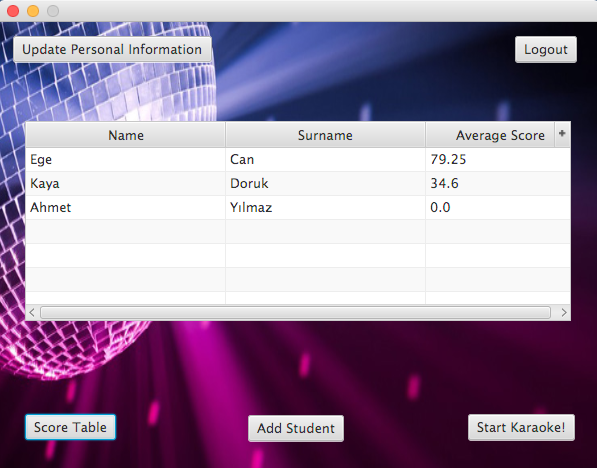 Update Personal Information Logout
Name Surname Average Score +
Ege Can 79.25
Kaya Doruk 34.6
Ahmet Yılmaz 0.0
Score Table Add Student Start Karaoke!